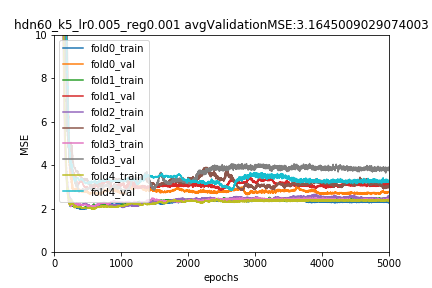 hdn60_k5_lr0.005_reg0.001 avgValidationMSE:3.1645009029074003
10
8
6
4
2
0
MSE
fold0_train
fold0_val
fold1_train
fold1_val
fold2_train
fold2_val
fold3_train
fold3_val
fold4_train
fold4_val
0 1000 2000 3000 4000 5000
epochs